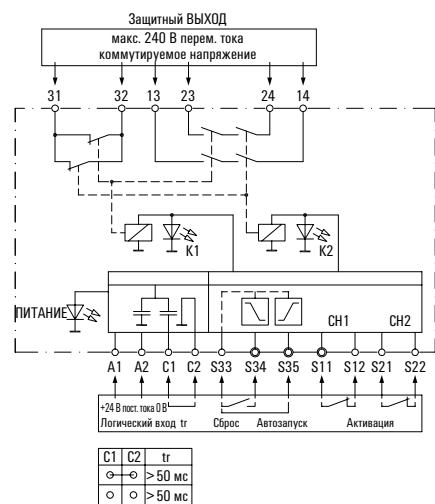 Защитный ВЫХОД
макс. 240 В перем. тока
коммутируемое напряжение
31 32 13 23 24 14
K1 K2
ПИТАНИЕ
CH1 CH2
A1 A2 C1 C2 S33 S34 S35 S11 S12 S21 S22
+24 В пост. тока 0 В
Логический вход tr Сброс Автозапуск Активация
C1 C2 tr
> 50 мс
> 50 мс